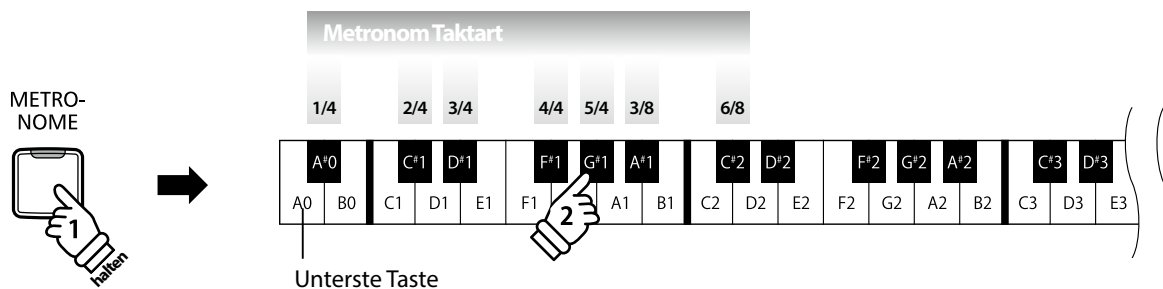 Metronom Taktart
1/4 2/4 3/4 4/4 5/4 3/8 6/8
METRO-
NOME
A#0 C#1 D#1 F#1 G#1 A#1 C#2 D#2 F#2 G#2 A#2 C#3 D#3
A0 B0 C1 D1 E1 F1 A1 B1 C2 D2 E2 F2 G2 A2 B2 C3 D3 E3
1
2
halten
Unterste Taste